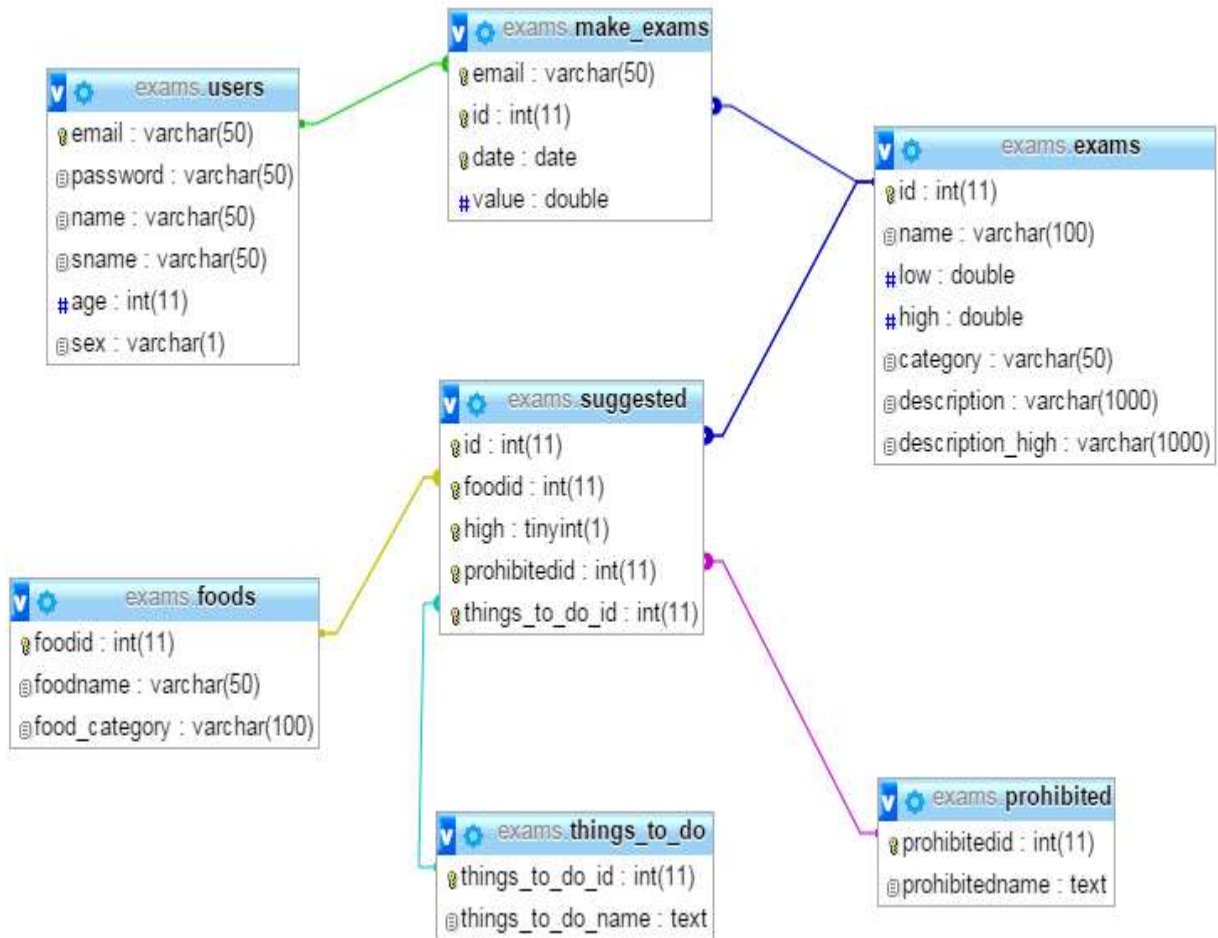 exams.users
email : varchar(50)
password : varchar(50)
name : varchar(50)
sname : varchar(50)
#age : int(11)
sex : varchar(1)
exams.make_exams
email : varchar(50)
id : int(11)
date : date
#value : double
exams.exams
id : int(11)
name : varchar(100)
#low : double
#high : double
category : varchar(50)
description : varchar(1000)
description_high : varchar(1000)
exams.suggested
id : int(11)
foodid : int(11)
high : tinyint(1)
prohibitedid : int(11)
things_to_do_id : int(11)
exams.foods
foodid : int(11)
foodname : varchar(50)
food_category : varchar(100)
exams.things_to_do
things_to_do_id : int(11)
things_to_do_name : text
exams.prohibited
prohibitedid : int(11)
prohibitedname : text